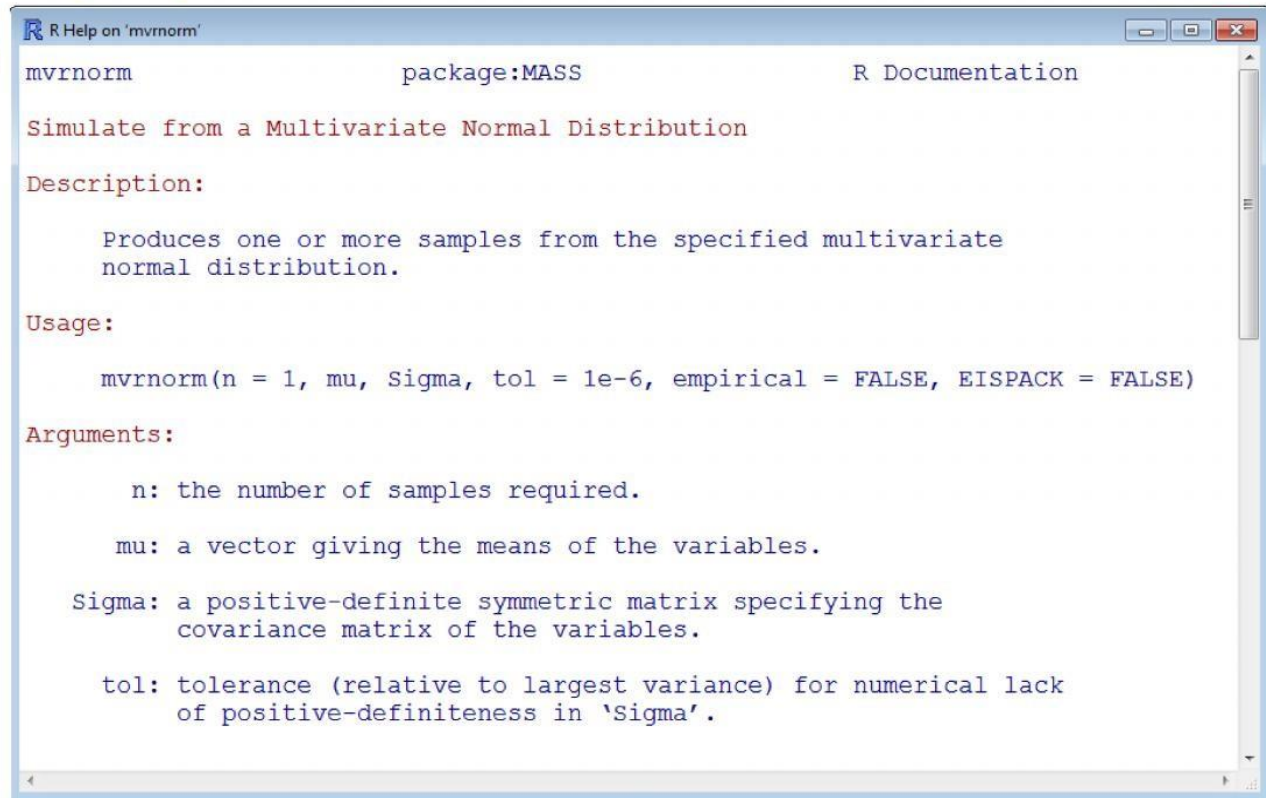 R Help on 'mvrnorm'
mvrnorm package:MASS R Documentation
Simulate from a Multivariate Normal Distribution
Description:
Produces one or more samples from the specified multivariate
normal distribution.
Usage:
mvrnorm(n = 1, mu, Sigma, tol = 1e-6, empirical = FALSE, EISPACK = FALSE)
Arguments:
n: the number of samples required.
mu: a vector giving the means of the variables.
Sigma: a positive-definite symmetric matrix specifying the
covariance matrix of the variables.
tol: tolerance (relative to largest variance) for numerical lack
of positive-definiteness in ‘Sigma’.